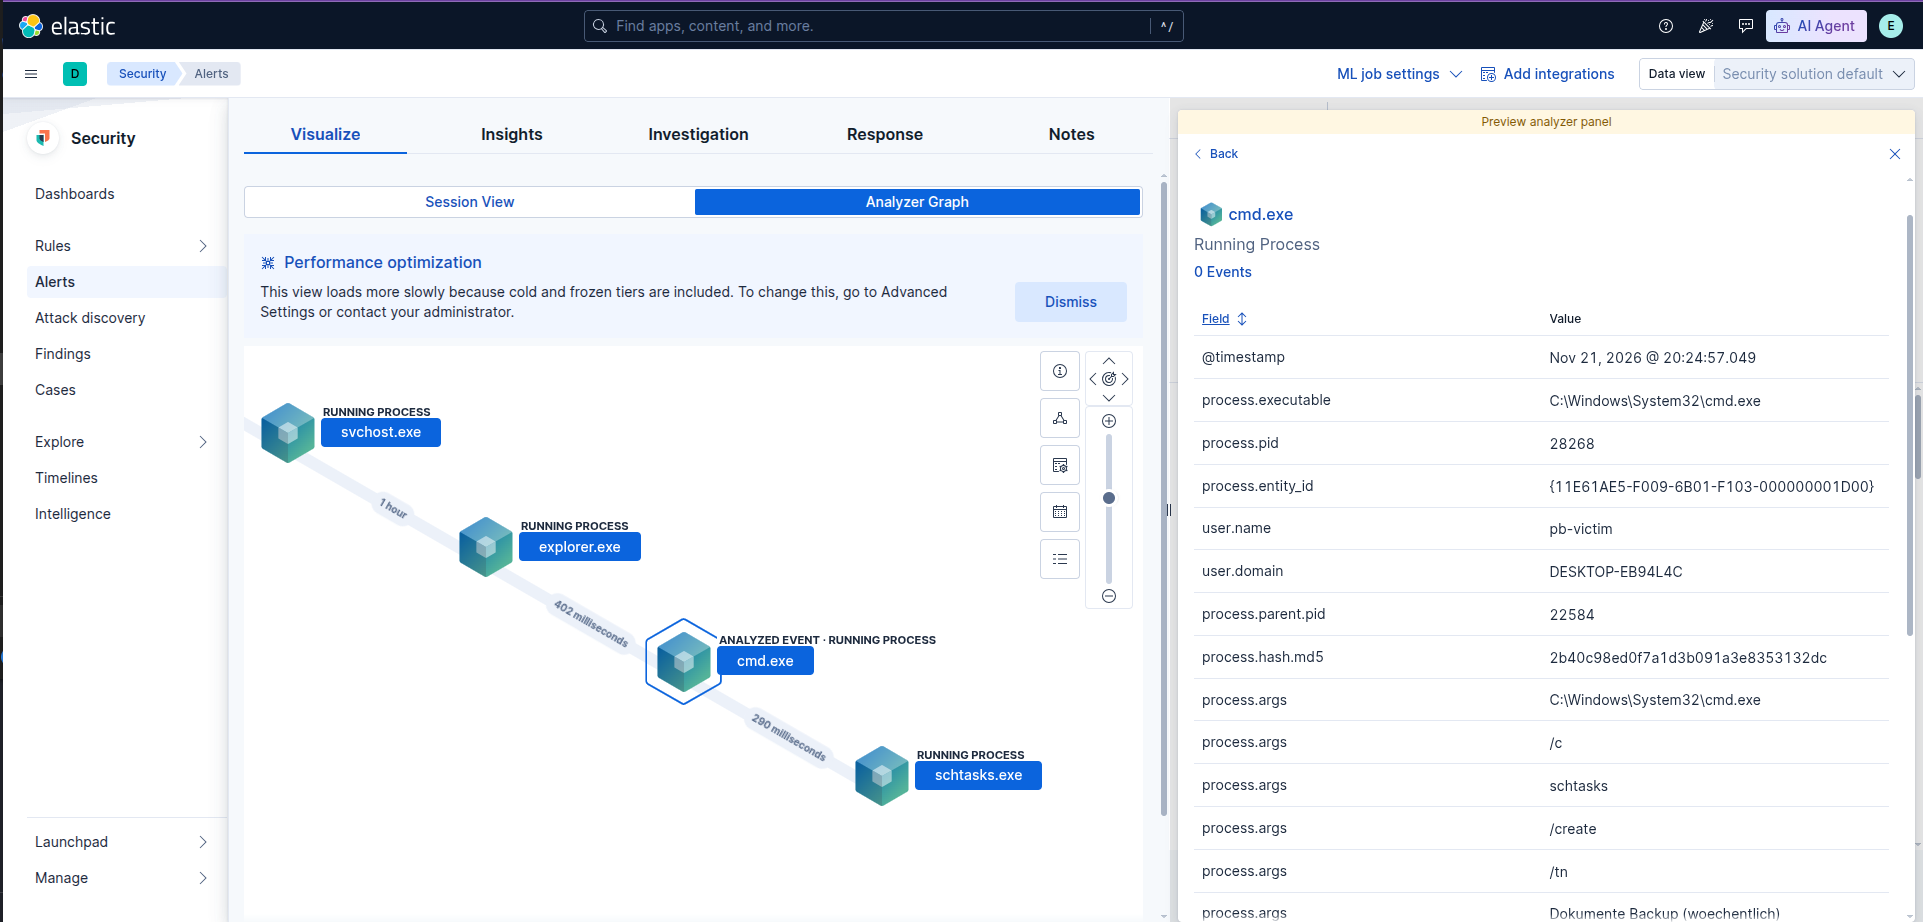 elastic
Find apps, content, and more.
^ /
AI Agent
E
D
Security
Alerts
ML job settings
Add integrations
Data view
Security solution default
Security
Dashboards
Rules
Alerts
Attack discovery
Findings
Cases
Explore
Timelines
Intelligence
Launchpad
Manage
Visualize
Insights
Investigation
Response
Notes
Session View
Analyzer Graph
Performance optimization
This view loads more slowly because cold and frozen tiers are included. To change this, go to Advanced
Settings or contact your administrator.
Dismiss
RUNNING PROCESS
svchost.exe
1 hour
RUNNING PROCESS
explorer.exe
402 milliseconds
ANALYZED EVENT · RUNNING PROCESS
cmd.exe
290 milliseconds
RUNNING PROCESS
schtasks.exe
Preview analyzer panel
Back
cmd.exe
Running Process
0 Events
Field Value
@timestamp Nov 21, 2026 @ 20:24:57.049
process.executable C:\Windows\System32\cmd.exe
process.pid 28268
process.entity_id {11E61AE5-F009-6B01-F103-000000001D00}
user.name pb-victim
user.domain DESKTOP-EB94L4C
process.parent.pid 22584
process.hash.md5 2b40c98ed0f7a1d3b091a3e8353132dc
process.args C:\Windows\System32\cmd.exe
process.args /c
process.args schtasks
process.args /create
process.args /tn
process.args Dokumente Backup (woechentlich)